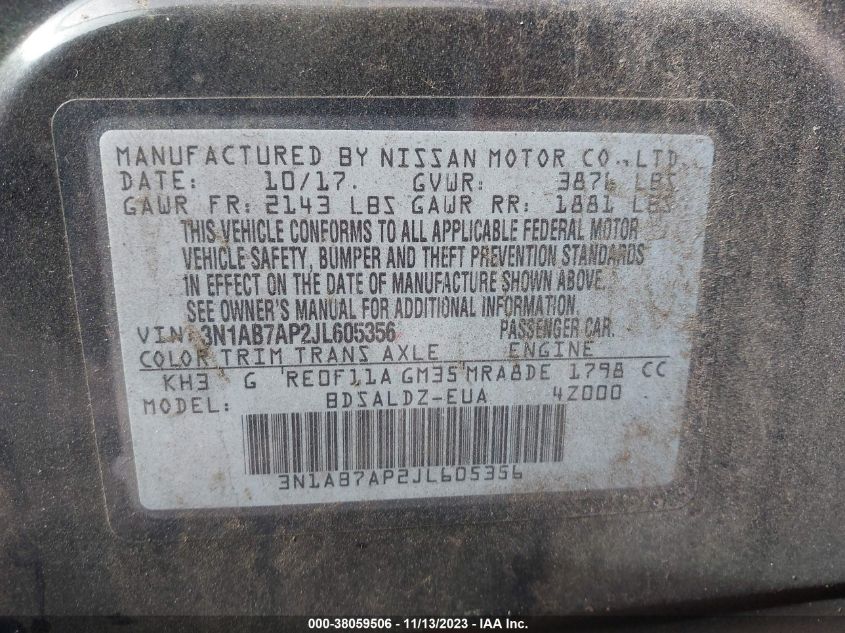 MANUFACTURED BY NISSAN MOTOR CO., LTD.
DATE: 10/17. GVWR: 3876 LBS
GAWR FR: 2143 LBS GAWR RR: 1881 LBS
THIS VEHICLE CONFORMS TO ALL APPLICABLE FEDERAL MOTOR
VEHICLE SAFETY, BUMPER AND THEFT PREVENTION STANDARDS
IN EFFECT ON THE DATE OF MANUFACTURE SHOWN ABOVE.
SEE OWNER'S MANUAL FOR ADDITIONAL INFORMATION.
VIN: 3N1AB7AP2JL605356 PASSENGER CAR.
COLOR TRIM TRANS AXLE ENGINE
KH3 G RE0F11A GM35 MRA8DE 1798 CC
MODEL: BDSALDZ-EUA 4Z000
3N1AB7AP2JL605356
000-38059506 - 11/13/2023 - IAA Inc.